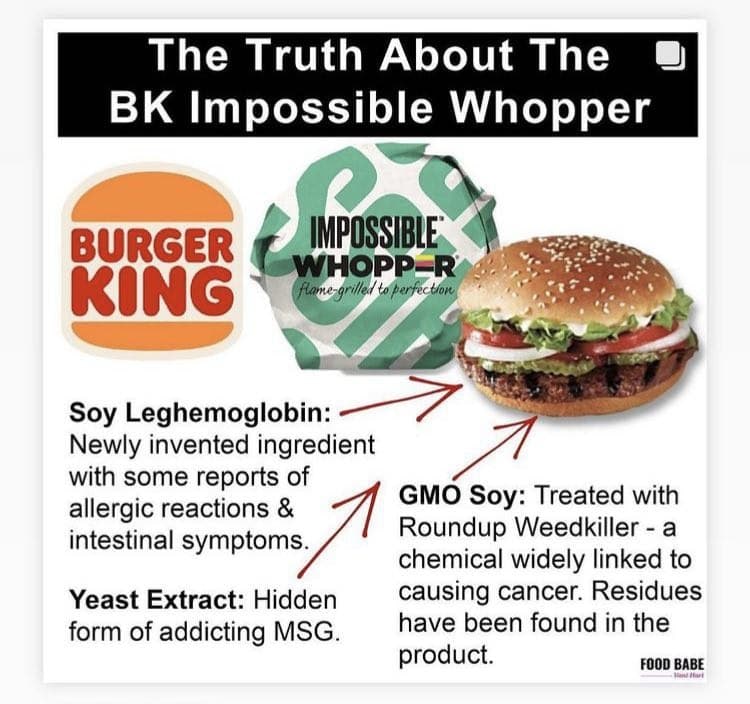 The Truth About The
BK Impossible Whopper
BURGER
KING
IMPOSSIBLE™
WHOPPER
flame-grilled to perfection
Soy Leghemoglobin:
Newly invented ingredient
with some reports of
allergic reactions &
intestinal symptoms.
Yeast Extract: Hidden
form of addicting MSG.
GMO Soy: Treated with
Roundup Weedkiller - a
chemical widely linked to
causing cancer. Residues
have been found in the
product.
FOOD BABE